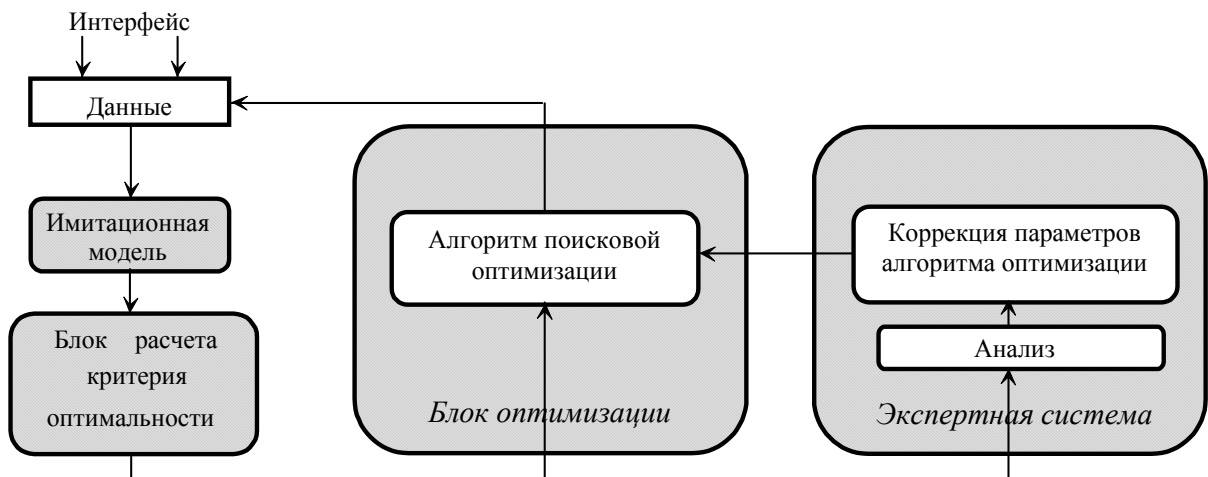 Интерфейс
Данные
Имитационная
модель
Блок расчета
критерия
оптимальности
Алгоритм поисковой
оптимизации
Блок оптимизации
Коррекция параметров
алгоритма оптимизации
Анализ
Экспертная система